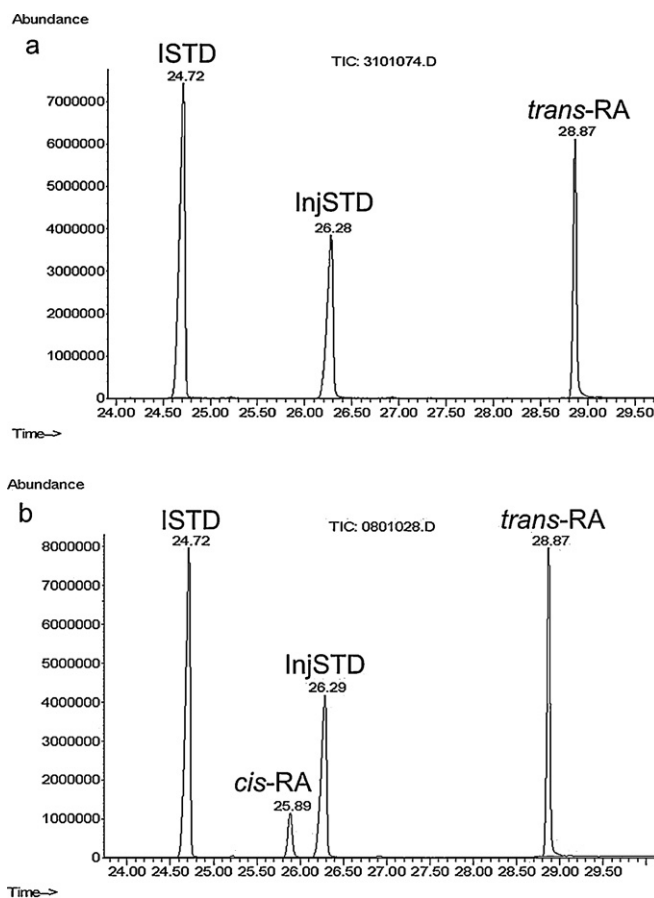 Abundance
a
ISTD
24.72
TIC: 3101074.D
trans-RA
28.87
InjSTD
26.28
7000000
6000000
5000000
4000000
3000000
2000000
1000000
0
24.00 24.50 25.00 25.50 26.00 26.50 27.00 27.50 28.00 28.50 29.00 29.50
Time-->
Abundance
b
ISTD
24.72
TIC: 0801028.D
trans-RA
28.87
InjSTD
26.29
cis-RA
25.89
8000000
7000000
6000000
5000000
4000000
3000000
2000000
1000000
0
24.00 24.50 25.00 25.50 26.00 26.50 27.00 27.50 28.00 28.50 29.00 29.50
Time-->